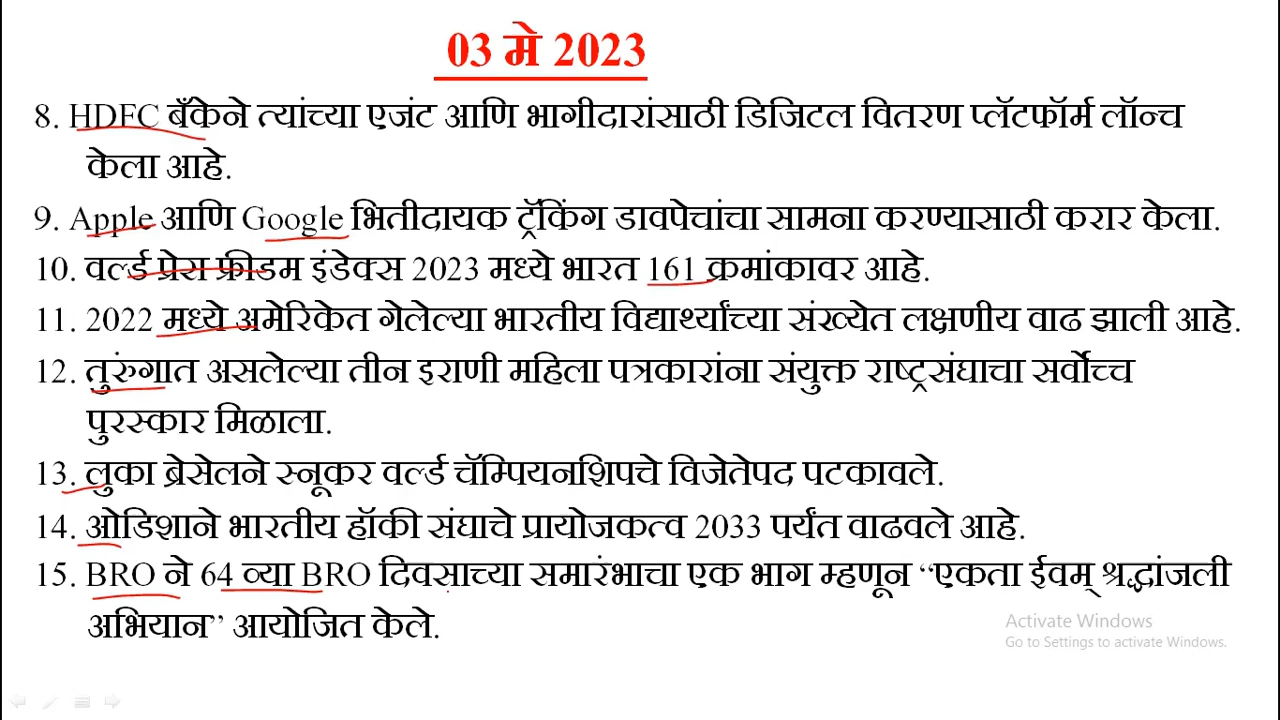 03 मे 2023
8. HDFC बँकेने त्यांच्या एजंट आणि भागीदारांसाठी डिजिटल वितरण प्लॅटफॉर्म लॉन्च
केला आहे.
9. Apple आणि Google भितीदायक ट्रॅकिंग डावपेचांचा सामना करण्यासाठी करार केला.
10. वर्ल्ड प्रेस फ्रीडम इंडेक्स 2023 मध्ये भारत 161 क्रमांकावर आहे.
11. 2022 मध्ये अमेरिकेत गेलेल्या भारतीय विद्यार्थ्यांच्या संख्येत लक्षणीय वाढ झाली आहे.
12. तुरुंगात असलेल्या तीन इराणी महिला पत्रकारांना संयुक्त राष्ट्रसंघाचा सर्वोच्च
पुरस्कार मिळाला.
13. लुका ब्रेसेलने स्नूकर वर्ल्ड चॅम्पियनशिपचे विजेतेपद पटकावले.
14. ओडिशाने भारतीय हॉकी संघाचे प्रायोजकत्व 2033 पर्यंत वाढवले आहे.
15. BRO ने 64 व्या BRO दिवसाच्या समारंभाचा एक भाग म्हणून “एकता ईवम् श्रद्धांजली
अभियान” आयोजित केले.
Activate Windows
Go to Settings to activate Windows.